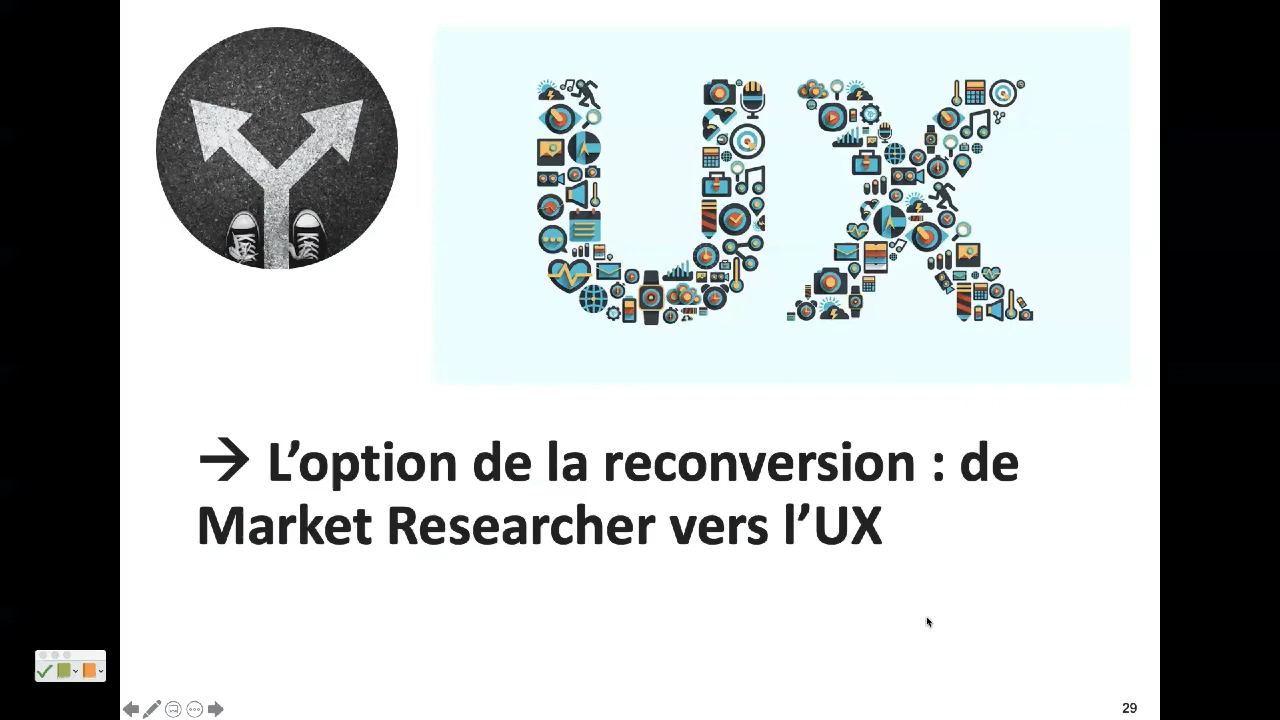 UX
→ L’option de la reconversion : de
Market Researcher vers l’UX
29